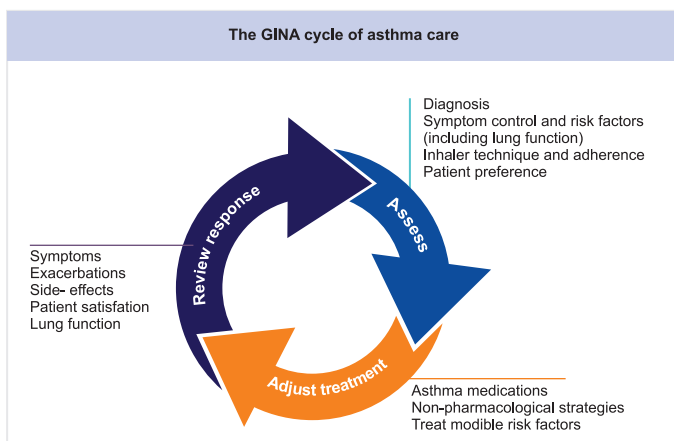 The GINA cycle of asthma care
Diagnosis
Symptom control and risk factors
(including lung function)
Inhaler technique and adherence
Patient preference
Assess
Review response
Symptoms
Exacerbations
Side- effects
Patient satisfaction
Lung function
Adjust treatment
Asthma medications
Non-pharmacological strategies
Treat modible risk factors